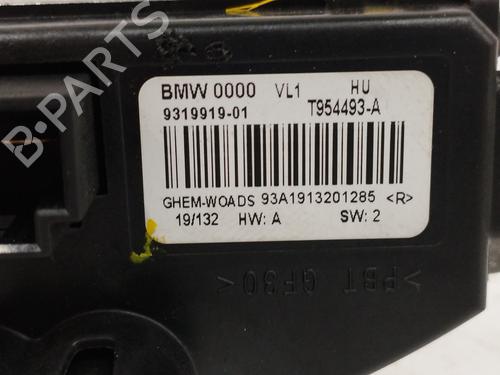 BMW 0000 VL1 HU
9319919-01 T954493-A
GHEM-WOADS 93A1913201285 <R>
19/132 HW: A SW: 2
>PBT GF30<
B-Parts